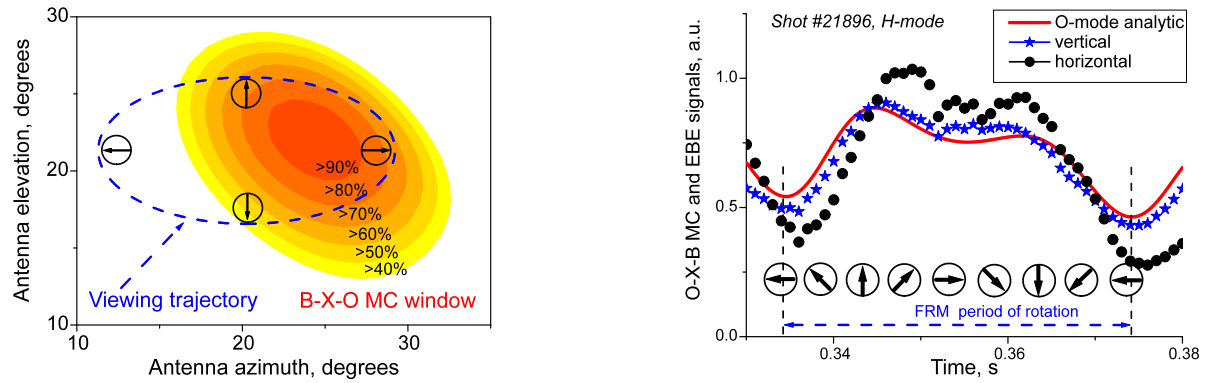 30
20
10
Antenna elevation, degrees
>90%
>80%
>70%
>60%
>50%
>40%
Viewing trajectory
B-X-O MC window
10
20
30
Antenna azimuth, degrees
Shot #21896, H-mode
O-mode analytic
vertical
horizontal
1.0
0.5
0.0
O-X-B MC and EBE signals, a.u.
FRM period of rotation
0.34
0.36
0.38
Time, s